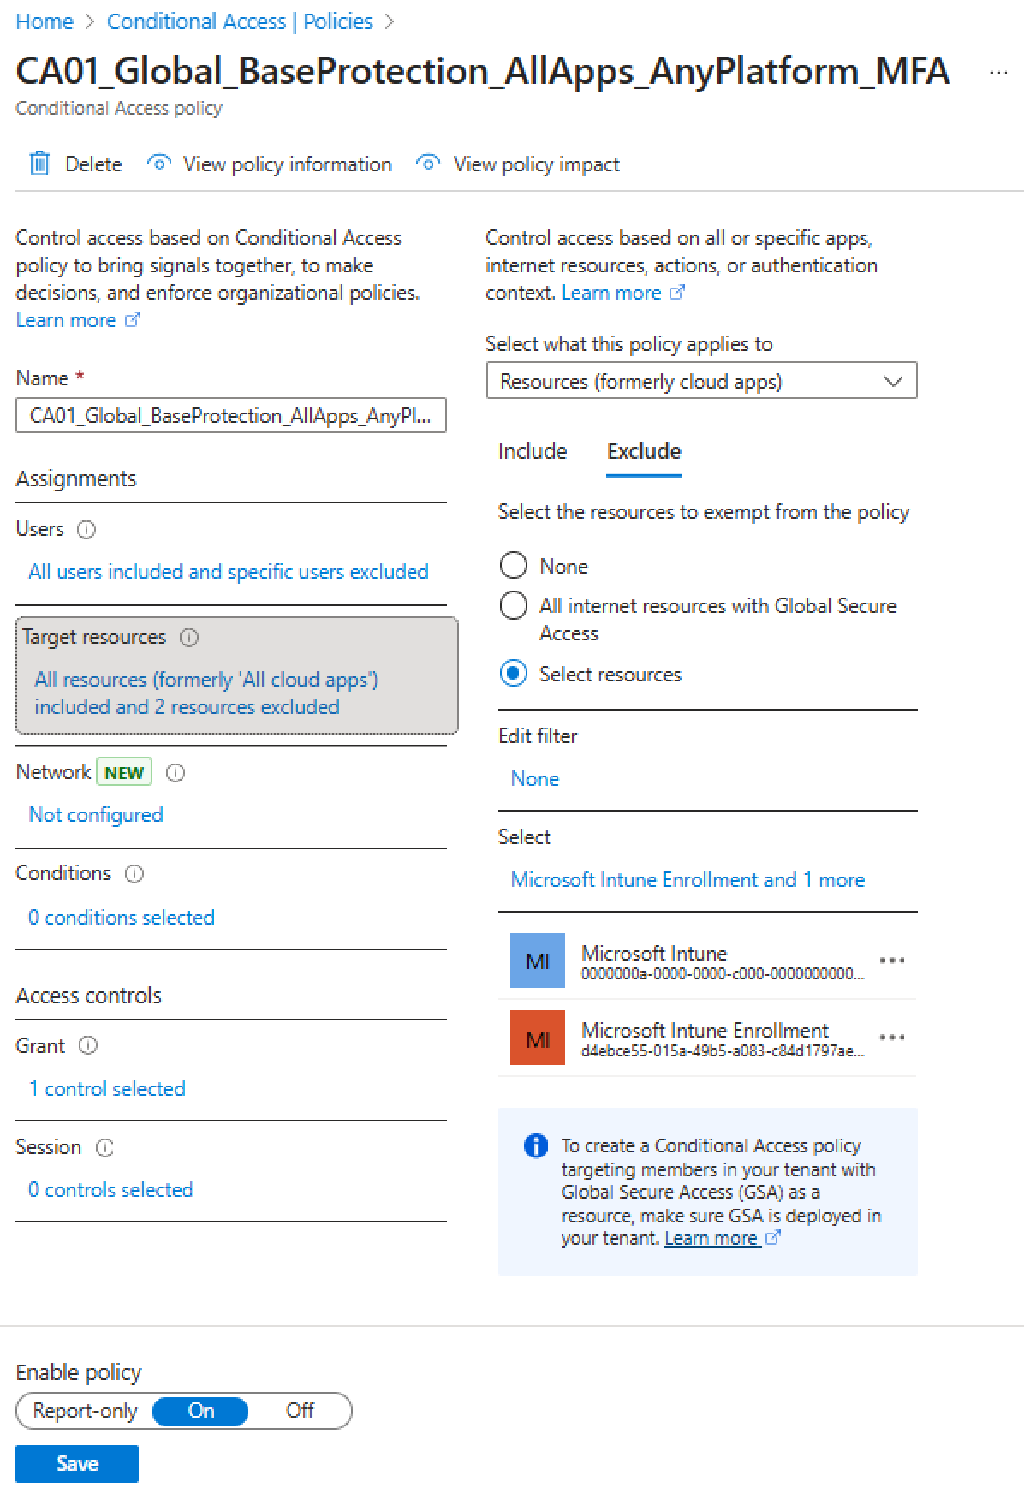 Home > Conditional Access | Policies >
CA01_Global_BaseProtection_AllApps_AnyPlatform_MFA ...
Conditional Access policy
Delete View policy information View policy impact
Control access based on Conditional Access
policy to bring signals together, to make
decisions, and enforce organizational policies.
Learn more
Name *
CA01_Global_BaseProtection_AllApps_AnyPl...
Assignments
Users
All users included and specific users excluded
Target resources
All resources (formerly 'All cloud apps')
included and 2 resources excluded
Network NEW
Not configured
Conditions
0 conditions selected
Access controls
Grant
1 control selected
Session
0 controls selected
Control access based on all or specific apps,
internet resources, actions, or authentication
context. Learn more
Select what this policy applies to
Resources (formerly cloud apps)
Include Exclude
Select the resources to exempt from the policy
None
All internet resources with Global Secure
Access
Select resources
Edit filter
None
Select
Microsoft Intune Enrollment and 1 more
MI Microsoft Intune
0000000a-0000-0000-c000-0000000000... ...
MI Microsoft Intune Enrollment
d4ebce55-015a-49b5-a083-c84d1797ae... ...
To create a Conditional Access policy
targeting members in your tenant with
Global Secure Access (GSA) as a
resource, make sure GSA is deployed in
your tenant. Learn more
Enable policy
Report-only On Off
Save